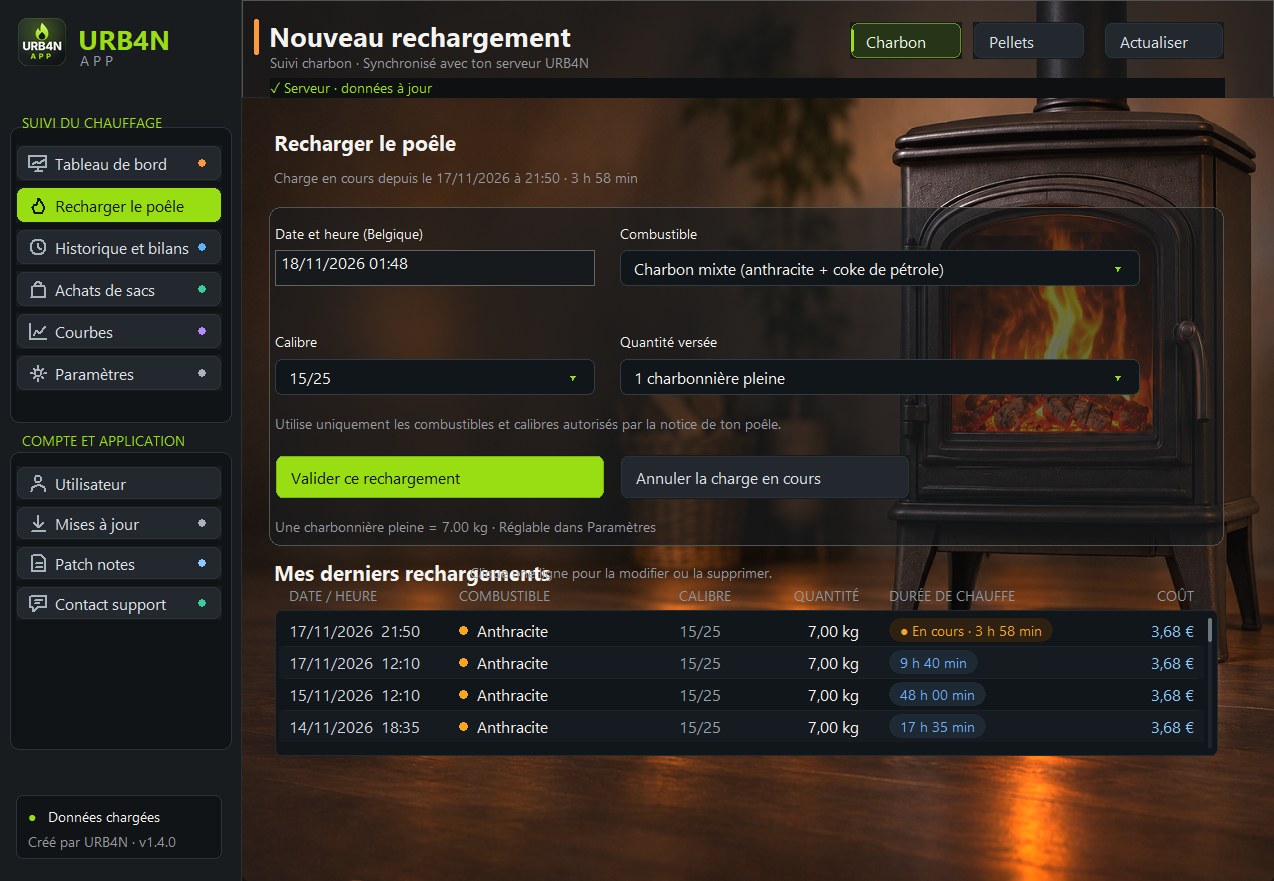 URB4N
APP
URB4N
APP
Nouveau rechargement
Suivi charbon · Synchronisé avec ton serveur URB4N
✓ Serveur · données à jour
Charbon
Pellets
Actualiser
SUIVI DU CHAUFFAGE
Tableau de bord
Recharger le poêle
Historique et bilans
Achats de sacs
Courbes
Paramètres
COMPTE ET APPLICATION
Utilisateur
Mises à jour
Patch notes
Contact support
Données chargées
Créé par URB4N · v1.4.0
Recharger le poêle
Charge en cours depuis le 17/11/2026 à 21:50 · 3 h 58 min
Date et heure (Belgique)
18/11/2026 01:48
Combustible
Charbon mixte (anthracite + coke de pétrole)
Calibre
15/25
Quantité versée
1 charbonnière pleine
Utilise uniquement les combustibles et calibres autorisés par la notice de ton poêle.
Valider ce rechargement
Annuler la charge en cours
Une charbonnière pleine = 7.00 kg · Réglable dans Paramètres
Mes derniers rechargements
ligne pour la modifier ou la supprimer.
DATE / HEURE COMBUSTIBLE CALIBRE QUANTITÉ DURÉE DE CHAUFFE COÛT
17/11/2026 21:50 Anthracite 15/25 7,00 kg ● En cours · 3 h 58 min 3,68 €
17/11/2026 12:10 Anthracite 15/25 7,00 kg 9 h 40 min 3,68 €
15/11/2026 12:10 Anthracite 15/25 7,00 kg 48 h 00 min 3,68 €
14/11/2026 18:35 Anthracite 15/25 7,00 kg 17 h 35 min 3,68 €